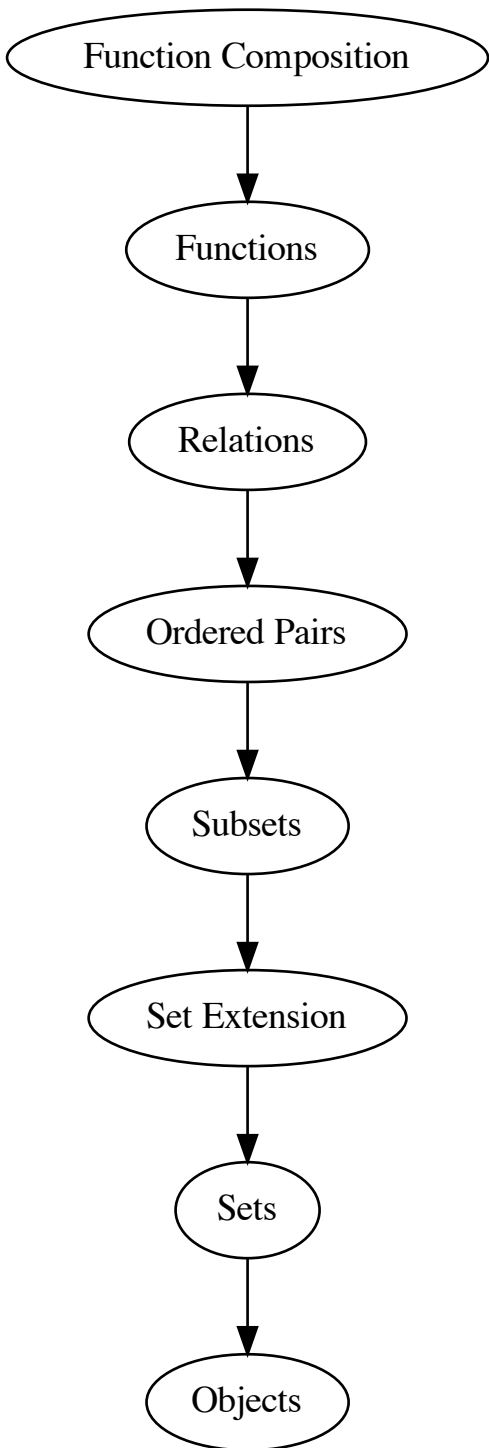 Function Composition
Functions
Relations
Ordered Pairs
Subsets
Set Extension
Sets
Objects